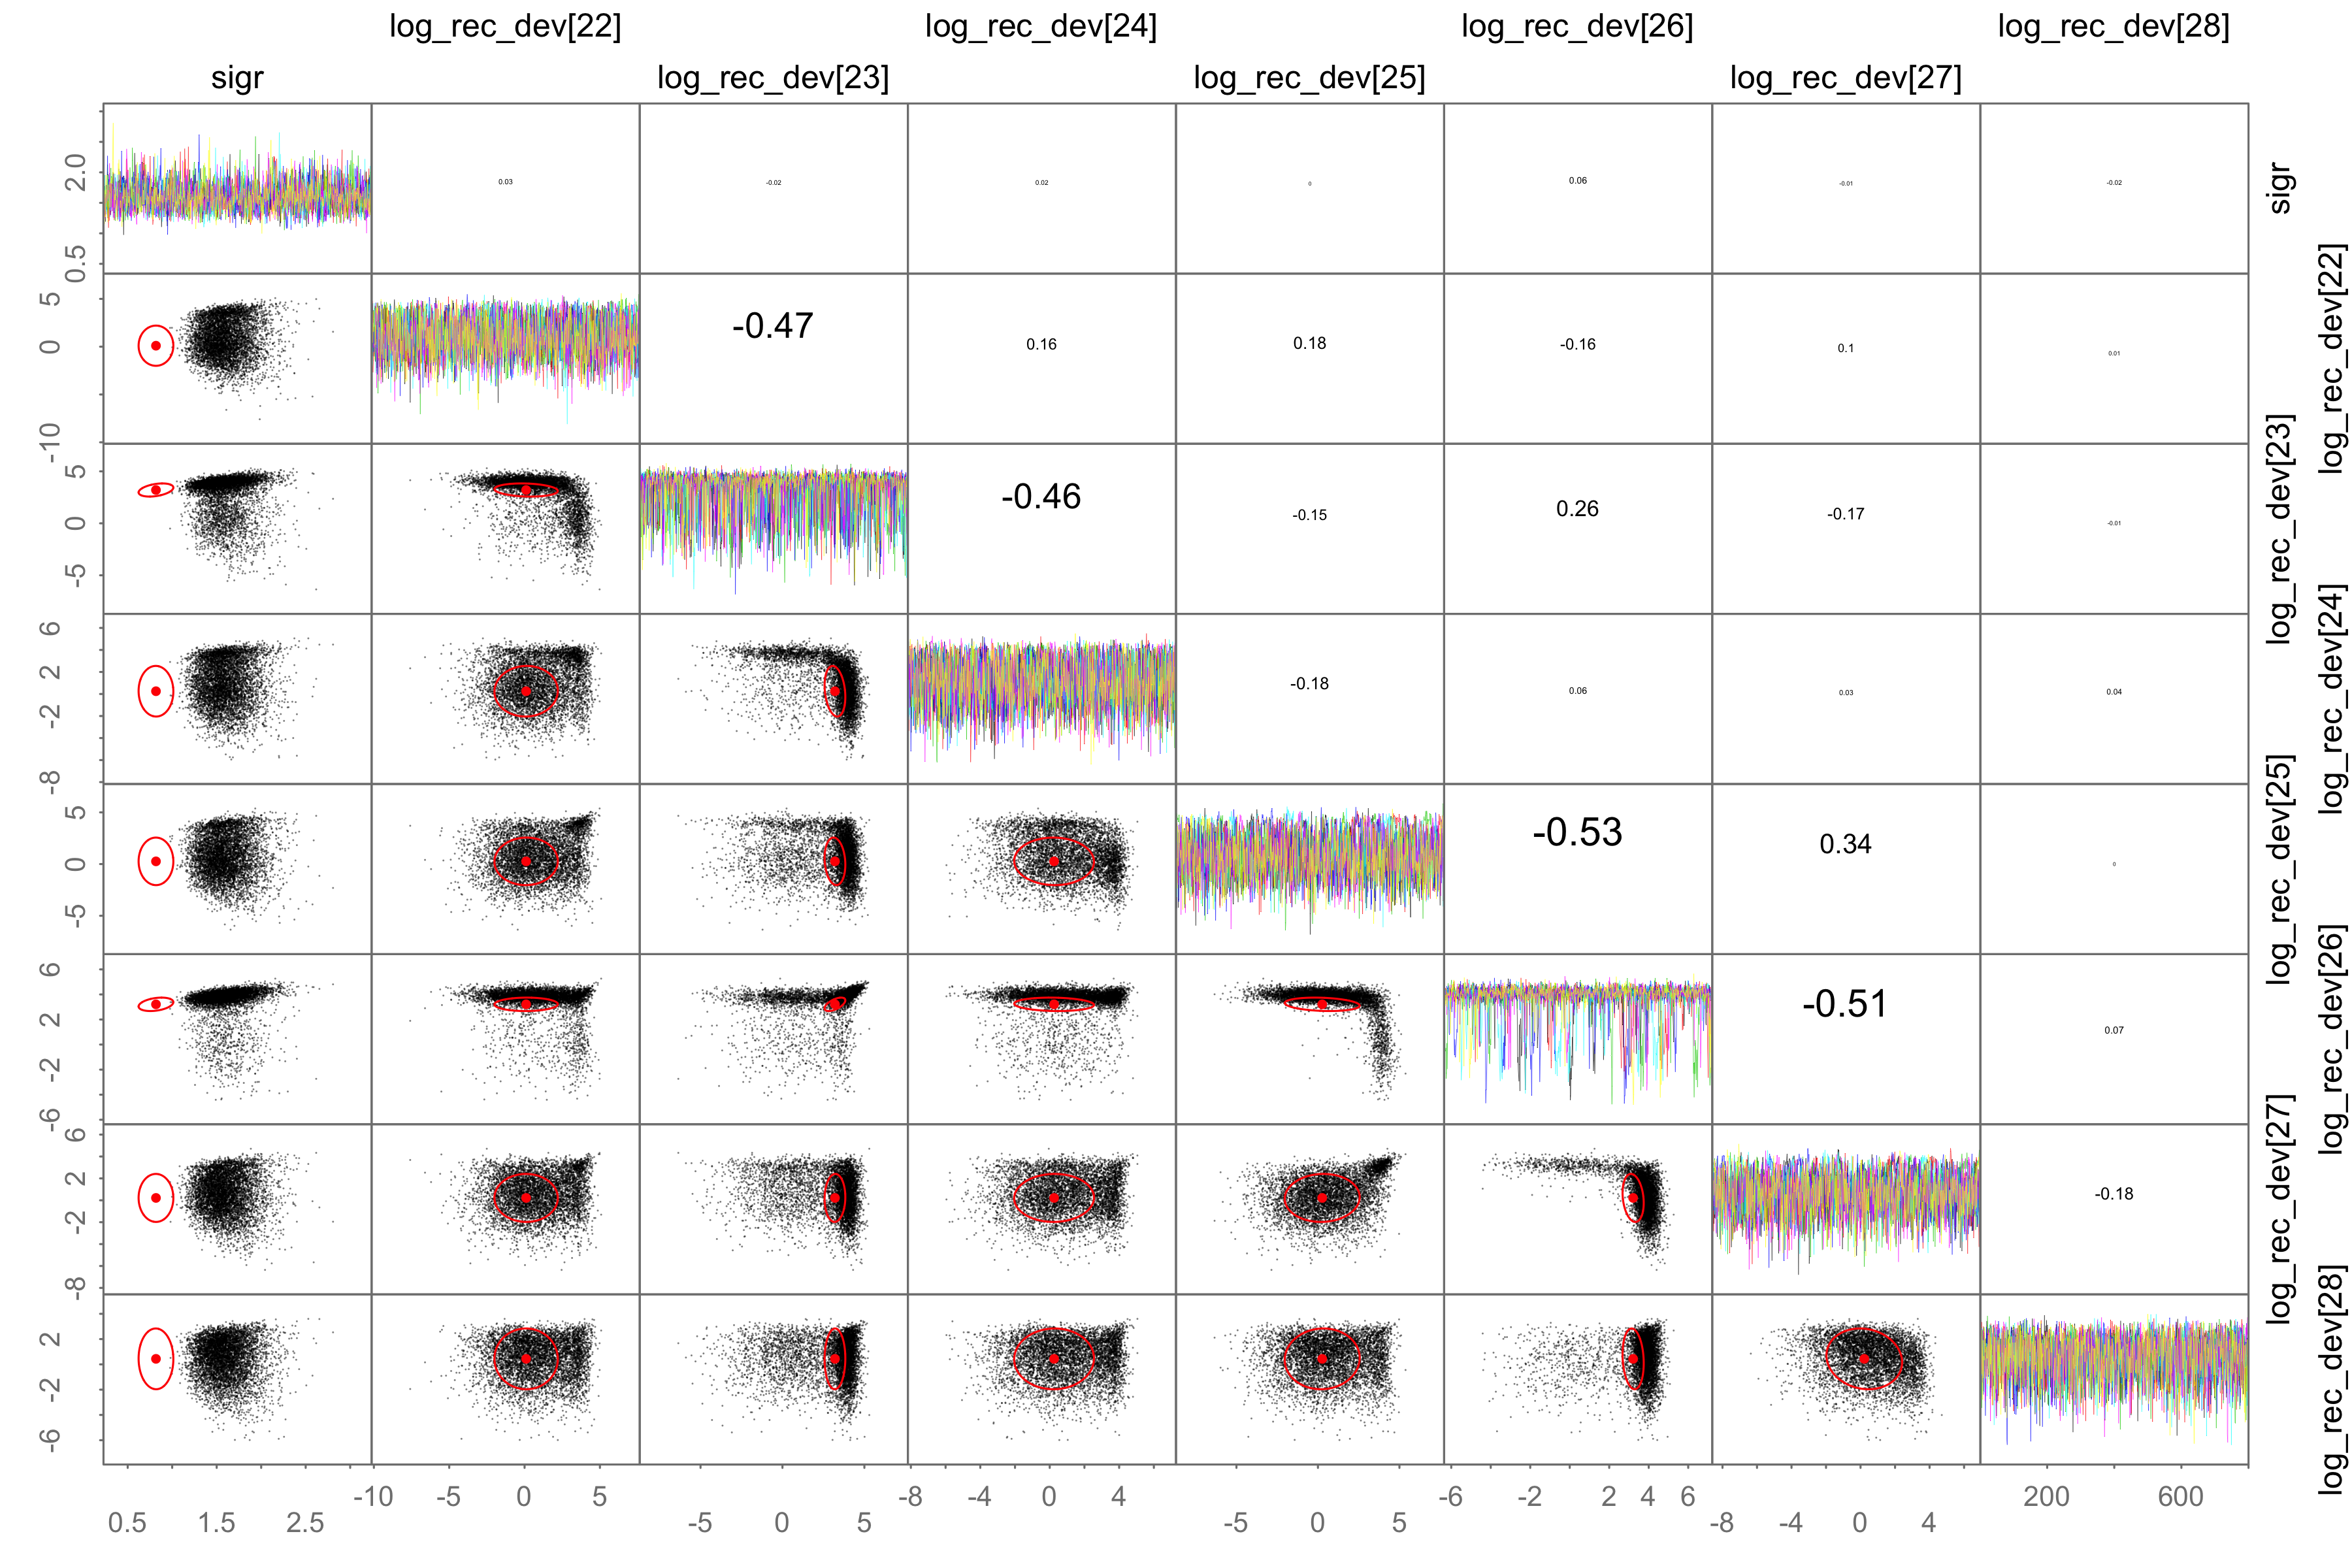 log_rec_dev[22] log_rec_dev[24] log_rec_dev[26] log_rec_dev[28]
sigr log_rec_dev[23] log_rec_dev[25] log_rec_dev[27]
2.0
0.5
0.03 -0.02 0.02 0 0.06 -0.01 -0.02
sigr
5
0
-10
-0.47 0.16 0.18 -0.16 0.1 0.01
log_rec_dev[22]
5
0
-5
-0.46 -0.15 0.26 -0.17 -0.01
log_rec_dev[23]
6
2
-2
-8
-0.18 0.06 0.03 0.04
log_rec_dev[24]
5
0
-5
-0.53 0.34 0
log_rec_dev[25]
6
2
-2
-6
-0.51 0.07
log_rec_dev[26]
6
2
-2
-8
-0.18
log_rec_dev[27]
2
-2
-6
log_rec_dev[28]
-10 -5 0 5 -8 -4 0 4 -6 -2 2 4 6 200 600
0.5 1.5 2.5 -5 0 5 -5 0 5 -8 -4 0 4